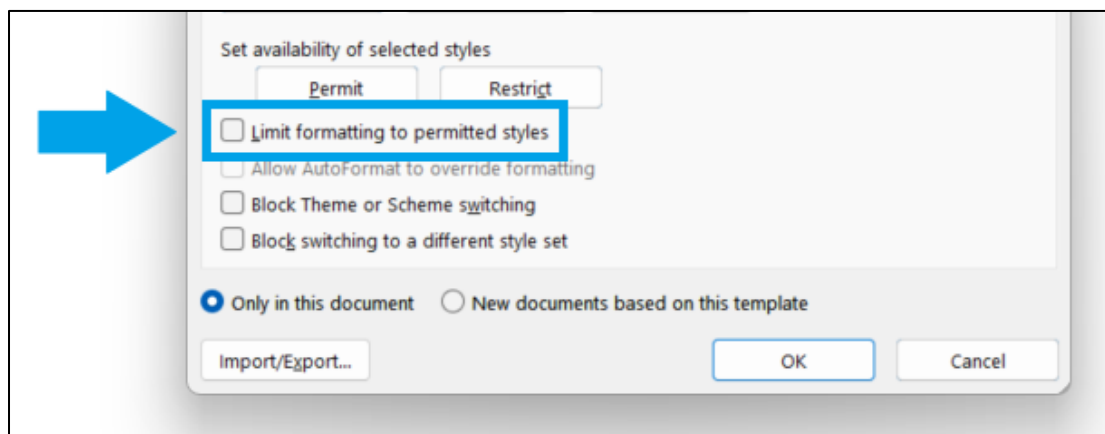 Set availability of selected styles
Permit Restrict
Limit formatting to permitted styles
Allow AutoFormat to override formatting
Block Theme or Scheme switching
Block switching to a different style set
Only in this document New documents based on this template
Import/Export... OK Cancel